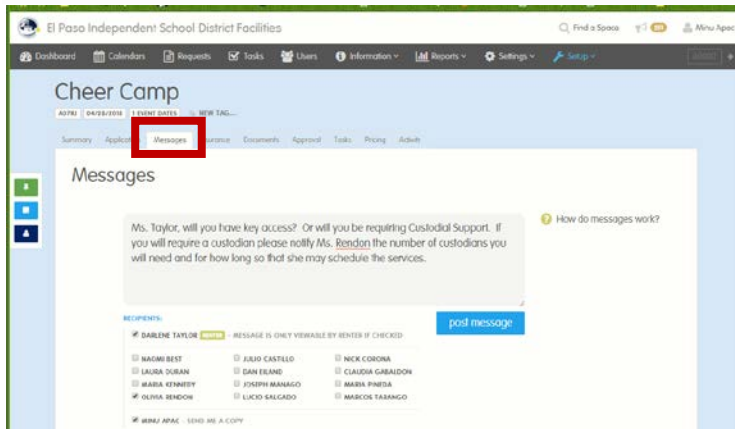 El Paso Independent School District Facilities
Find a Space
Minu Apac
Dashboard Calendars Requests Tasks Users Information Reports Settings Setup
Cheer Camp
04/28/2018 1 EVENT DATES NEW TAG...
Summary Messages Documents Approval Tasks Pricing
Messages
Ms. Taylor, will you have key access? Or will you be requiring Custodial Support. If
you will require a custodian please notify Ms. Rendon the number of custodians you
will need and for how long so that she may schedule the services.
How do messages work?
RECIPIENTS:
post message
DARLENE TAYLOR RENTER - MESSAGE IS ONLY VIEWABLE BY RENTER IF CHECKED
NAOMI BEST JULIO CASTILLO NICK CORONA
LAURA DURAN DAN EILAND CLAUDIA GABALDON
MARIA KENNEDY JOSEPH MANAGO MARIA PINEDA
OLIVIA RENDON LUCIO SALGADO MARCOS TARANGO
MINU APAC - SEND ME A COPY